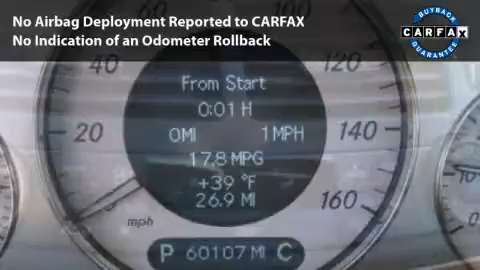 No Airbag Deployment Reported to CARFAX
No Indication of an Odometer Rollback
BUYBACK
CARFAX
GUARANTEE
40
120
From Start
0:01 H
20
0MI 1MPH
140
17.8 MPG
+39 °F
26.9 MI
160
mph
P 60107 MI C